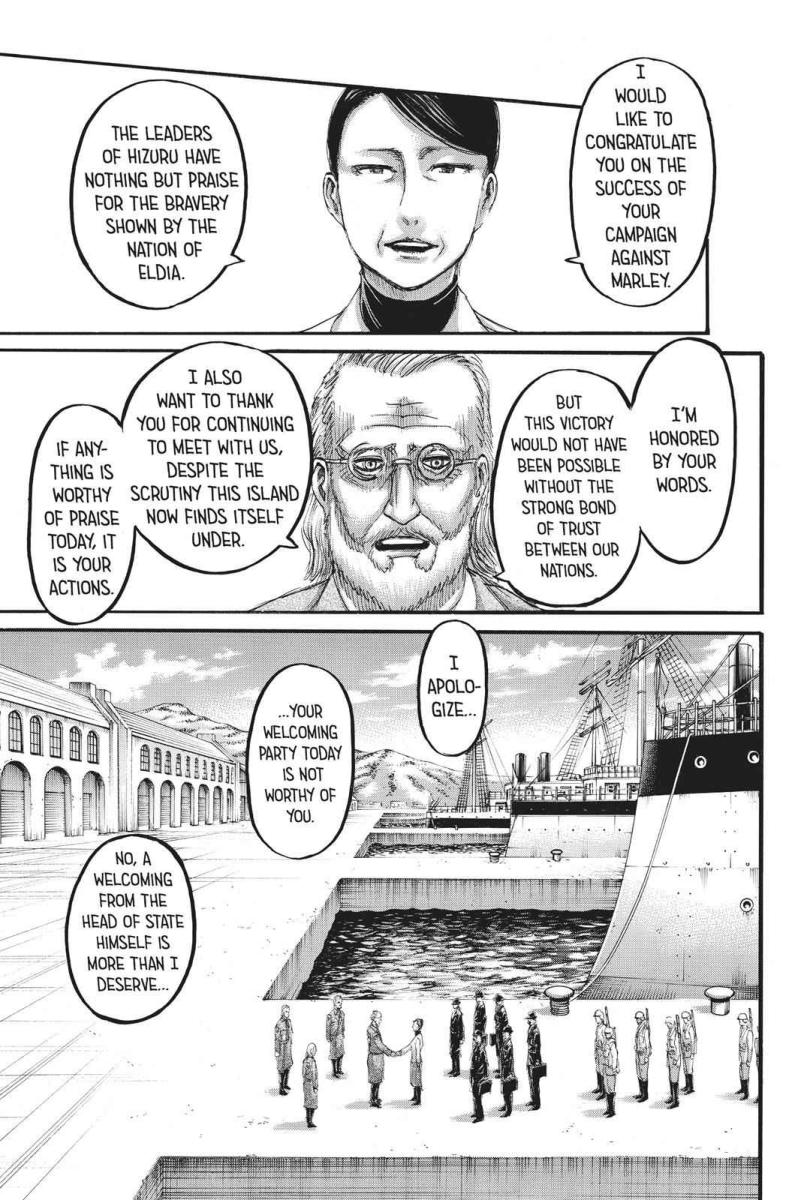 I
WOULD
LIKE TO
CONGRATULATE
YOU ON THE
SUCCESS OF
YOUR
CAMPAIGN
AGAINST
MARLEY.
THE LEADERS
OF HIZURU HAVE
NOTHING BUT PRAISE
FOR THE BRAVERY
SHOWN BY THE
NATION OF
ELDIA.
I'M
HONORED
BY YOUR
WORDS.
BUT
THIS VICTORY
WOULD NOT HAVE
BEEN POSSIBLE
WITHOUT THE
STRONG BOND
OF TRUST
BETWEEN OUR
NATIONS.
I ALSO
WANT TO THANK
YOU FOR CONTINUING
TO MEET WITH US,
DESPITE THE
SCRUTINY THIS ISLAND
NOW FINDS ITSELF
UNDER.
IF ANY-
THING IS
WORTHY
OF PRAISE
TODAY, IT
IS YOUR
ACTIONS.
I
APOLO-
GIZE...
...YOUR
WELCOMING
PARTY TODAY
IS NOT
WORTHY OF
YOU.
NO, A
WELCOMING
FROM THE
HEAD OF STATE
HIMSELF IS
MORE THAN I
DESERVE...